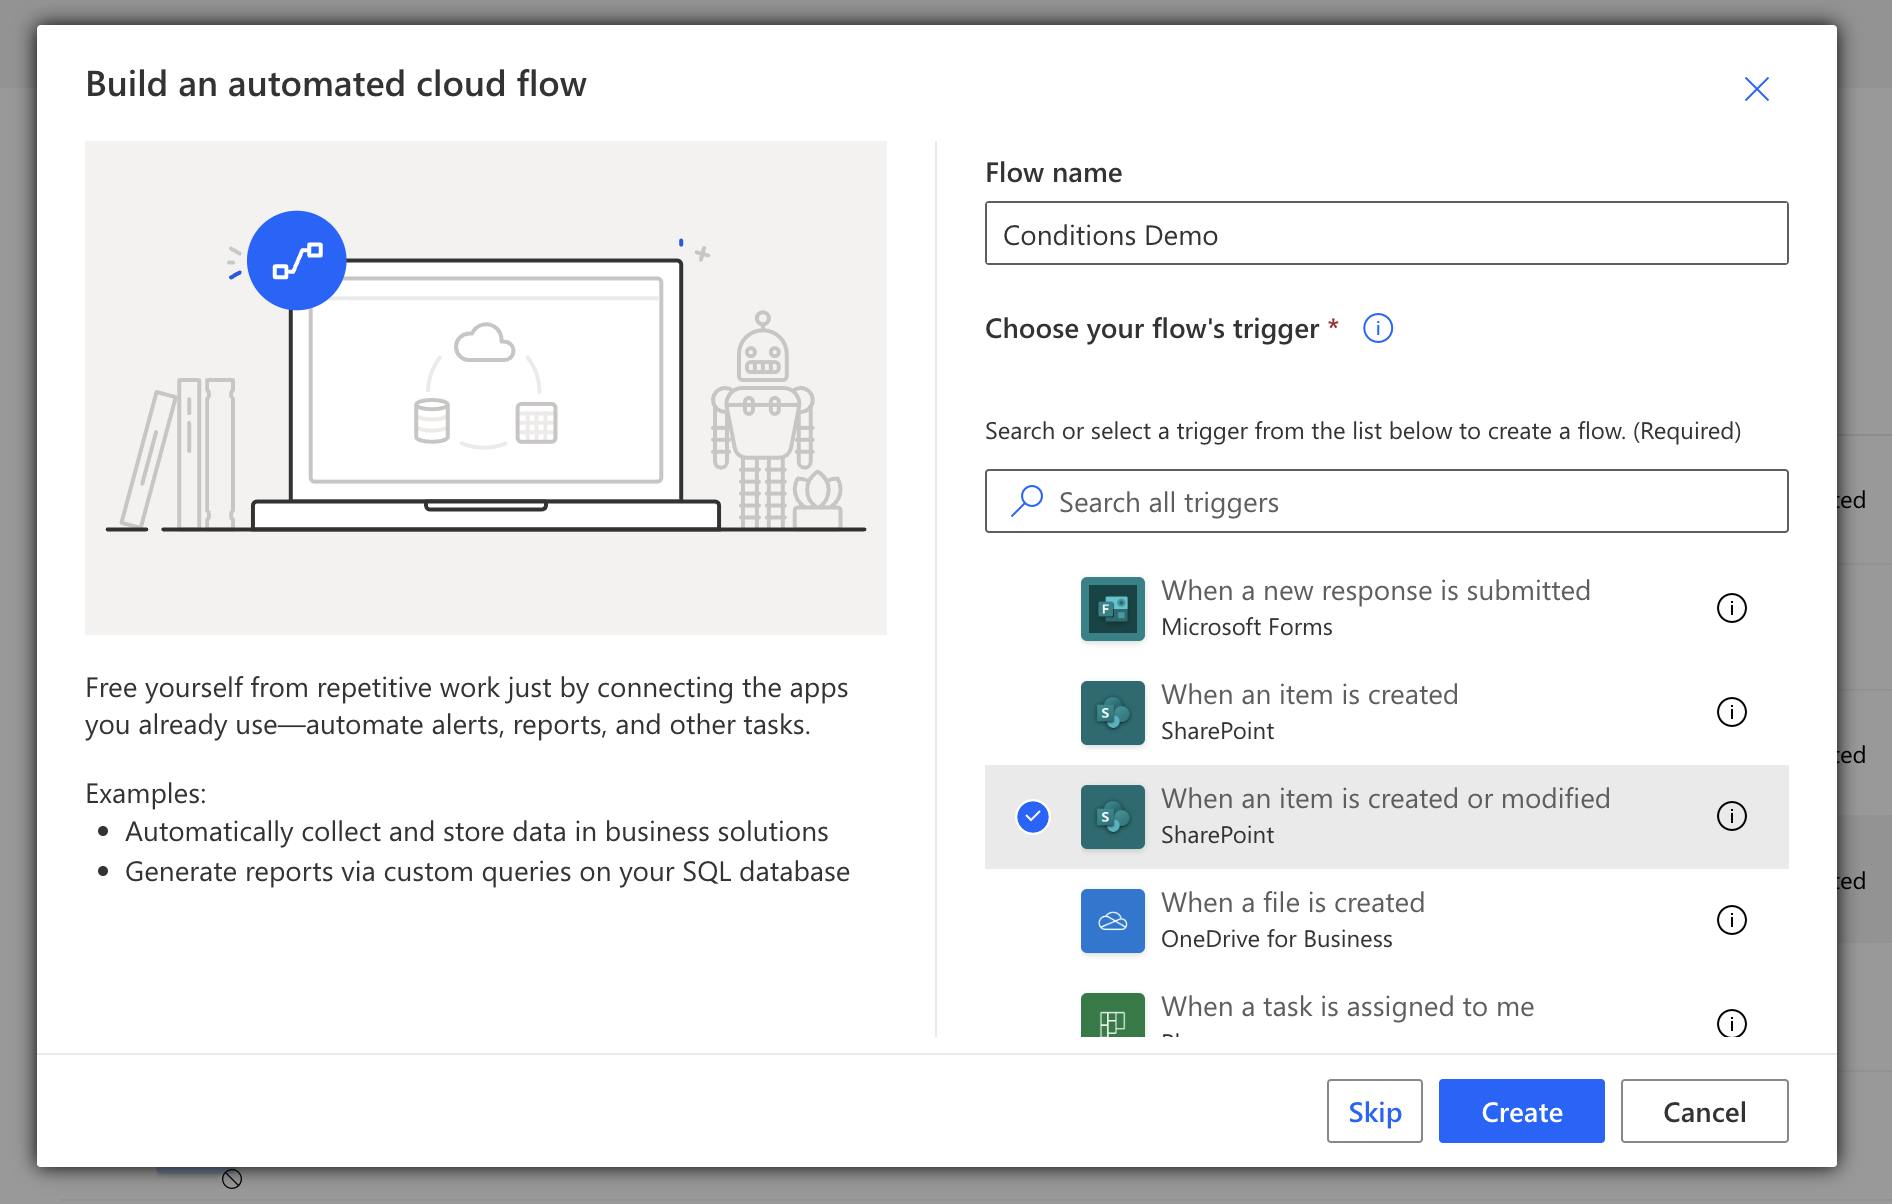 Build an automated cloud flow
Free yourself from repetitive work just by connecting the apps
you already use—automate alerts, reports, and other tasks.
Examples:
• Automatically collect and store data in business solutions
• Generate reports via custom queries on your SQL database
Flow name
Conditions Demo
Choose your flow's trigger *
Search or select a trigger from the list below to create a flow. (Required)
Search all triggers
F
When a new response is submitted
Microsoft Forms
S
When an item is created
SharePoint
S
When an item is created or modified
SharePoint
When a file is created
OneDrive for Business
When a task is assigned to me
Skip
Create
Cancel